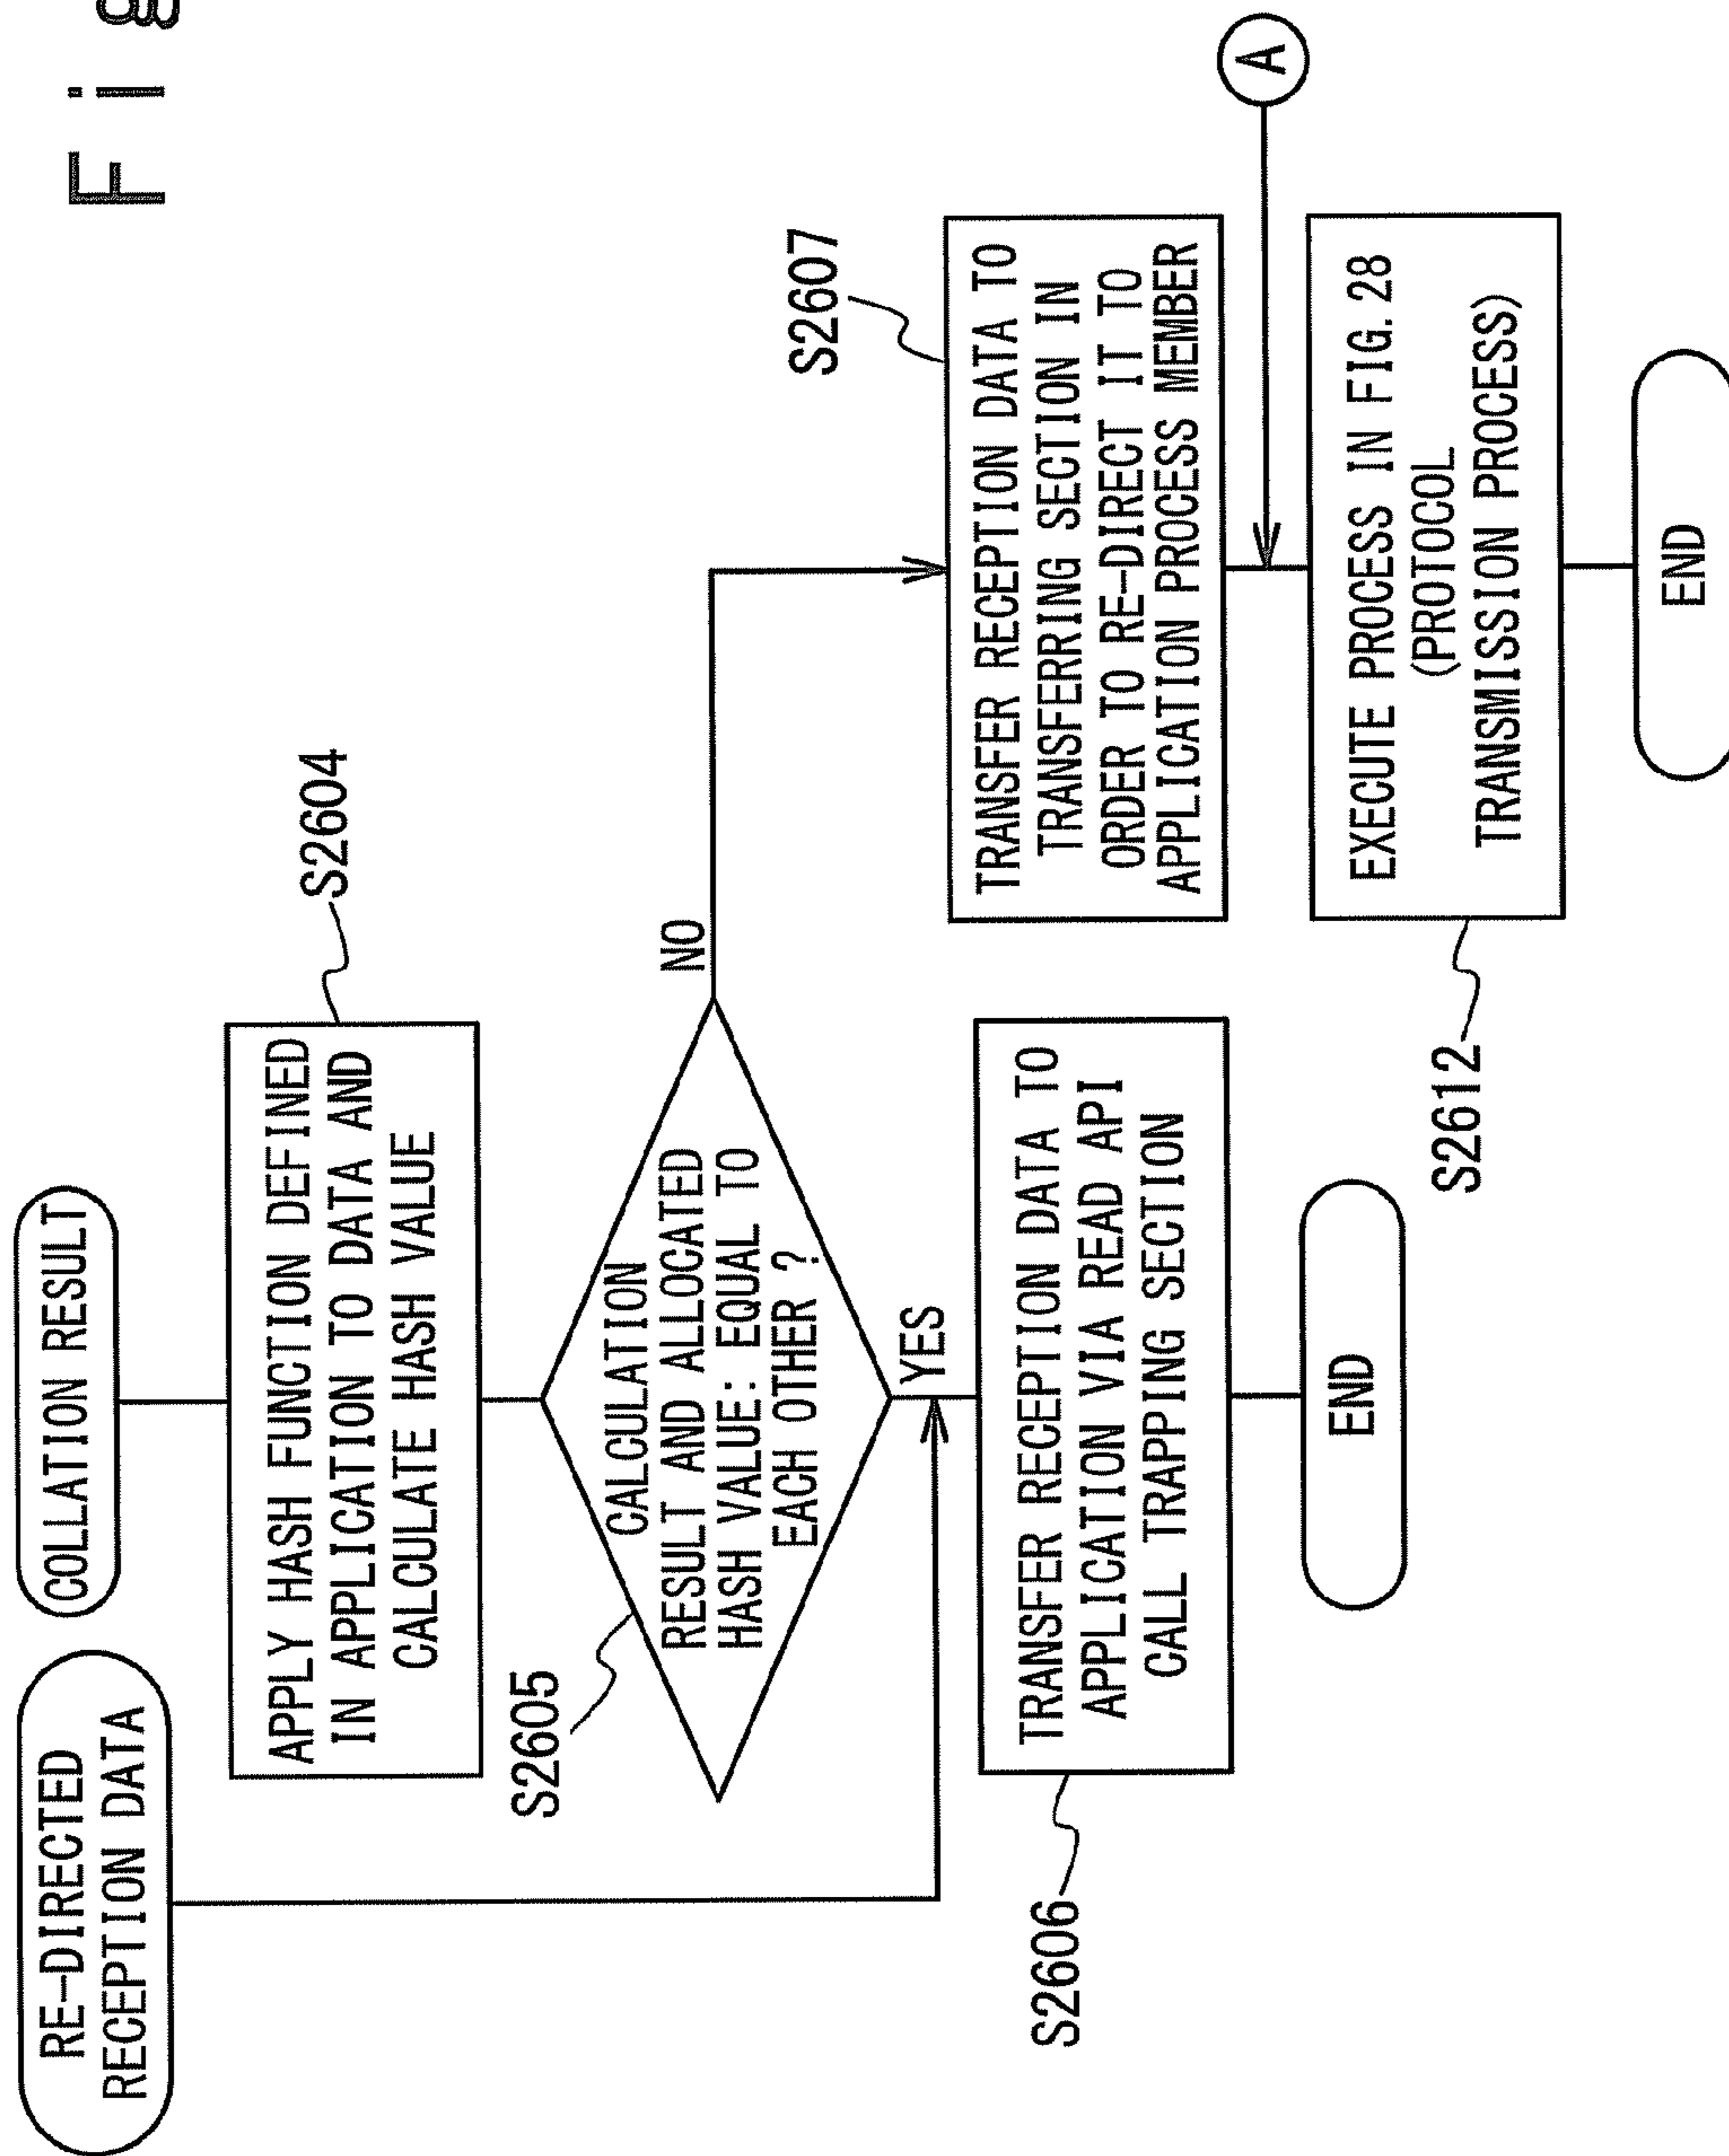 Fig
RE-DIRECTED
RECEPTION DATA
COLLATION RESULT
S2604
APPLY HASH FUNCTION DEFINED
IN APPLICATION TO DATA AND
CALCULATE HASH VALUE
S2605
CALCULATION
RESULT AND ALLOCATED
HASH VALUE: EQUAL TO
EACH OTHER ?
NO
YES
S2606
TRANSFER RECEPTION DATA TO
APPLICATION VIA READ API
CALL TRAPPING SECTION
END
S2607
TRANSFER RECEPTION DATA TO
TRANSFERRING SECTION IN
ORDER TO RE-DIRECT IT TO
APPLICATION PROCESS MEMBER
A
S2612
EXECUTE PROCESS IN FIG. 28
(PROTOCOL
TRANSMISSION PROCESS)
END